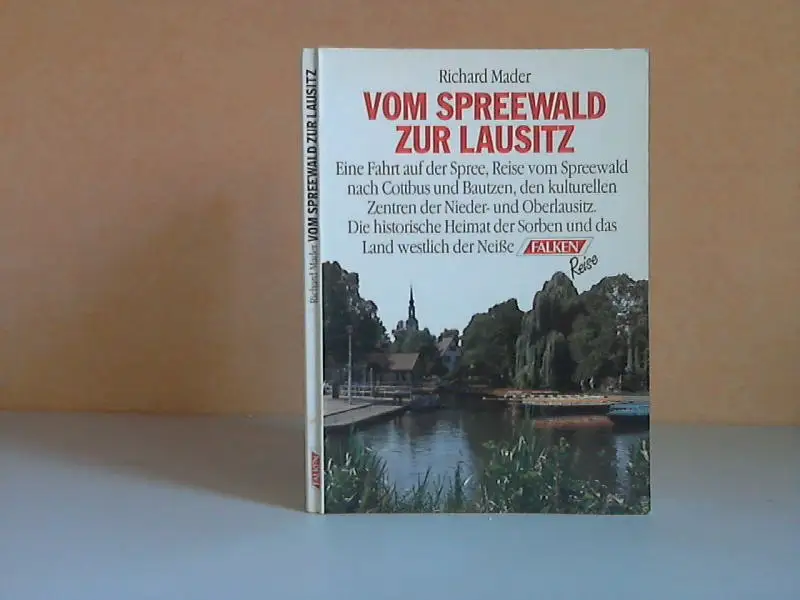 Richard Mader
VOM SPREEWALD
ZUR LAUSITZ
Eine Fahrt auf der Spree, Reise vom Spreewald
nach Cottbus und Bautzen, den kulturellen
Zentren der Nieder- und Oberlausitz.
Die historische Heimat der Sorben und das
Land westlich der Neiße FALKEN
Reise
Richard Mader VOM SPREEWALD ZUR LAUSITZ
FALKEN